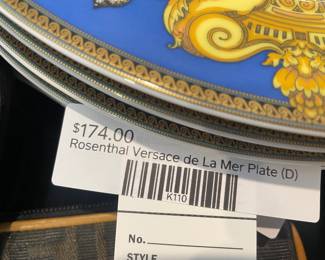 $174.00
Rosenthal Versace de La Mer Plate (D)
K110
No.
STYLE